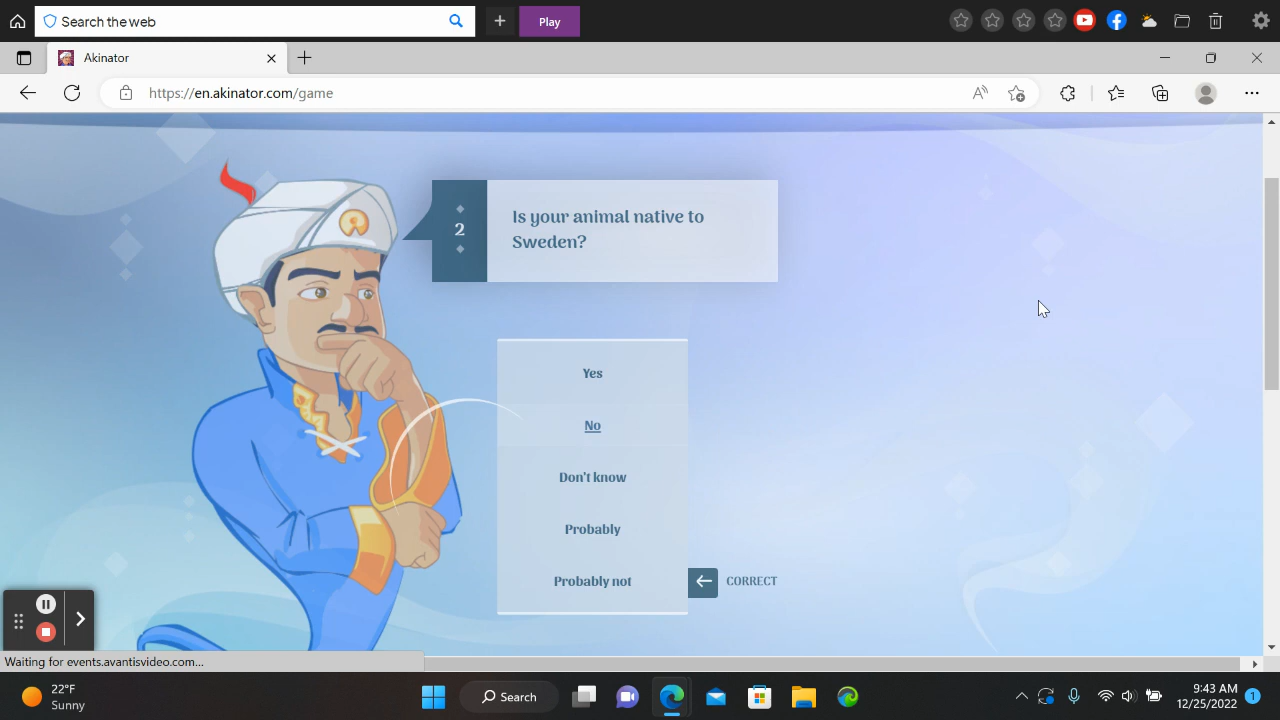 Search the web
Play
Akinator
https://en.akinator.com/game
2
Is your animal native to
Sweden?
Yes
No
Don't know
Probably
Probably not
CORRECT
Waiting for events.avantisvideo.com...
22°F
Sunny
Search
9:43 AM
12/25/2022
1